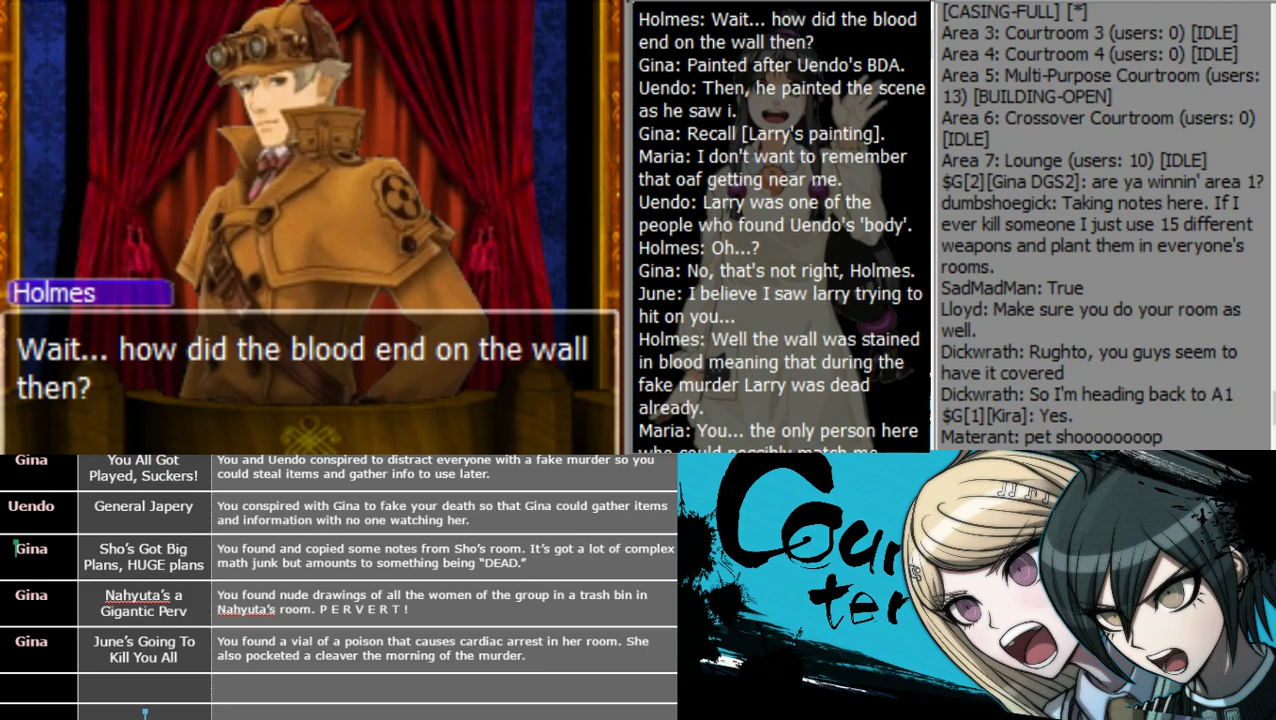 Holmes
Wait... how did the blood end on the wall
then?
Holmes: Wait... how did the blood
end on the wall then?
Gina: Painted after Uendo's BDA.
Uendo: Then, he painted the scene
as he saw i.
Gina: Recall [Larry's painting].
Maria: I don't want to remember
that oaf getting near me.
Uendo: Larry was one of the
people who found Uendo's 'body'.
Holmes: Oh...?
Gina: No, that's not right, Holmes.
June: I believe I saw larry trying to
hit on you...
Holmes: Well the wall was stained
in blood meaning that during the
fake murder Larry was dead
already.
Maria: You... the only person here
who could possibly match me
[CASING-FULL] [*]
Area 3: Courtroom 3 (users: 0) [IDLE]
Area 4: Courtroom 4 (users: 0) [IDLE]
Area 5: Multi-Purpose Courtroom (users:
13) [BUILDING-OPEN]
Area 6: Crossover Courtroom (users: 0)
[IDLE]
Area 7: Lounge (users: 10) [IDLE]
$G[2][Gina DGS2]: are ya winnin' area 1?
dumbshoegick: Taking notes here. If I
ever kill someone I just use 15 different
weapons and plant them in everyone's
rooms.
SadMadMan: True
Lloyd: Make sure you do your room as
well.
Dickwrath: Rughto, you guys seem to
have it covered
Dickwrath: So I'm heading back to A1
$G[1][Kira]: Yes.
Materant: pet shooooooop
Gina
You All Got
Played, Suckers!
You and Uendo conspired to distract everyone with a fake murder so you
could steal items and gather info to use later.
Uendo
General Japery
You conspired with Gina to fake your death so that Gina could gather items
and information with no one watching her.
Gina
Sho's Got Big
Plans, HUGE plans
You found and copied some notes from Sho's room. It's got a lot of complex
math junk but amounts to something being “DEAD.”
Gina
Nahyuta's a
Gigantic Perv
You found nude drawings of all the women of the group in a trash bin in
Nahyuta's room. P E R V E R T !
Gina
June's Going To
Kill You All
You found a vial of a poison that causes cardiac arrest in her room. She
also pocketed a cleaver the morning of the murder.
Coun
ter